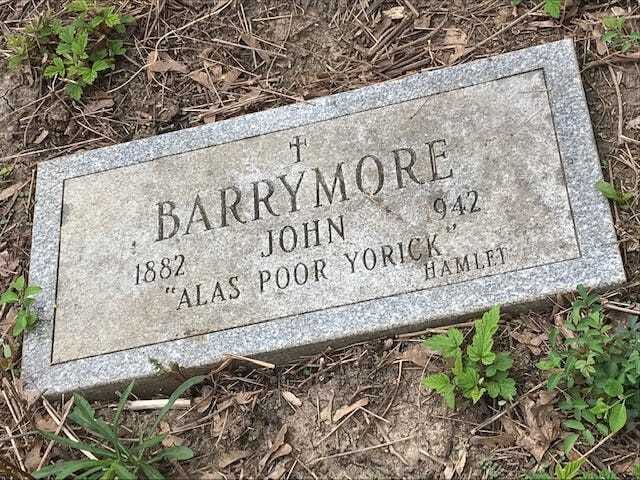 BARRYMORE
JOHN
1882 942
"ALAS POOR YORICK"
HAMLET